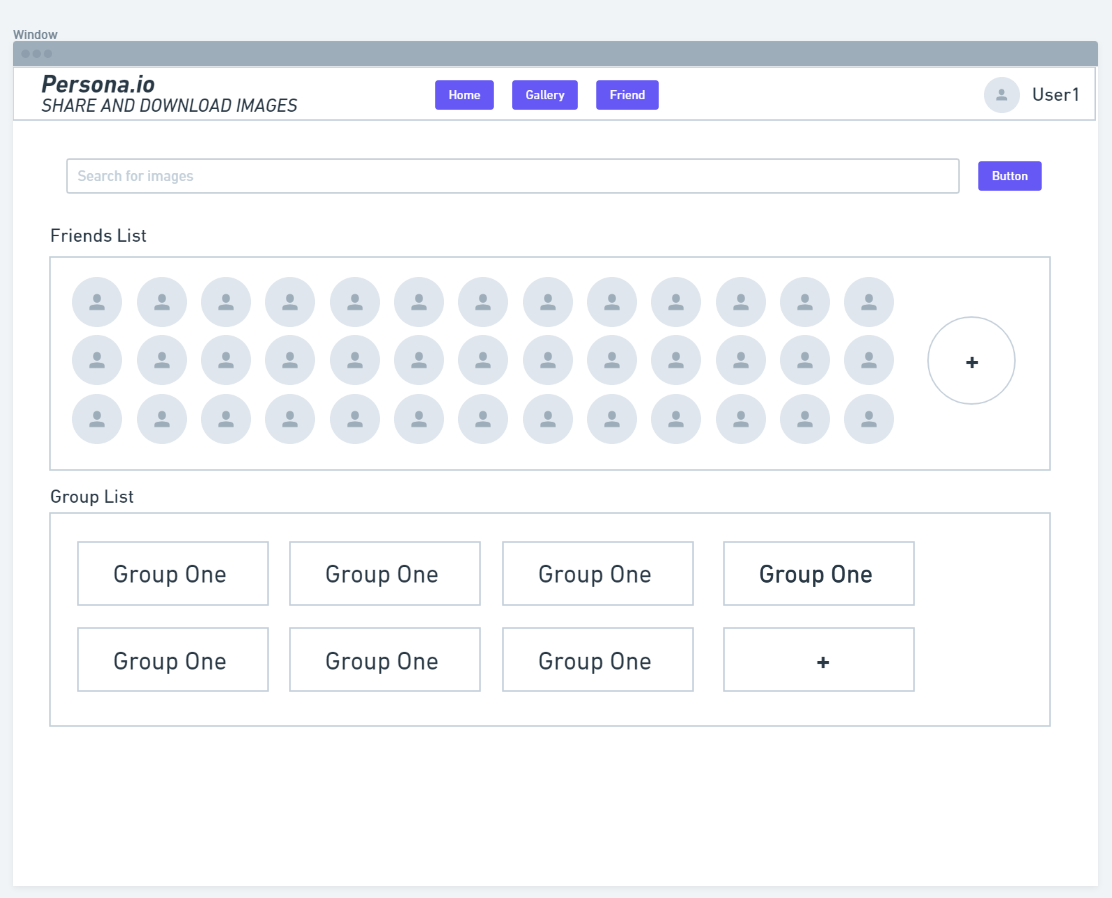 Window
Persona.io
SHARE AND DOWNLOAD IMAGES
Home
Gallery
Friend
User1
Search for images
Button
Friends List
+
Group List
Group One
Group One
Group One
Group One
Group One
Group One
Group One
+